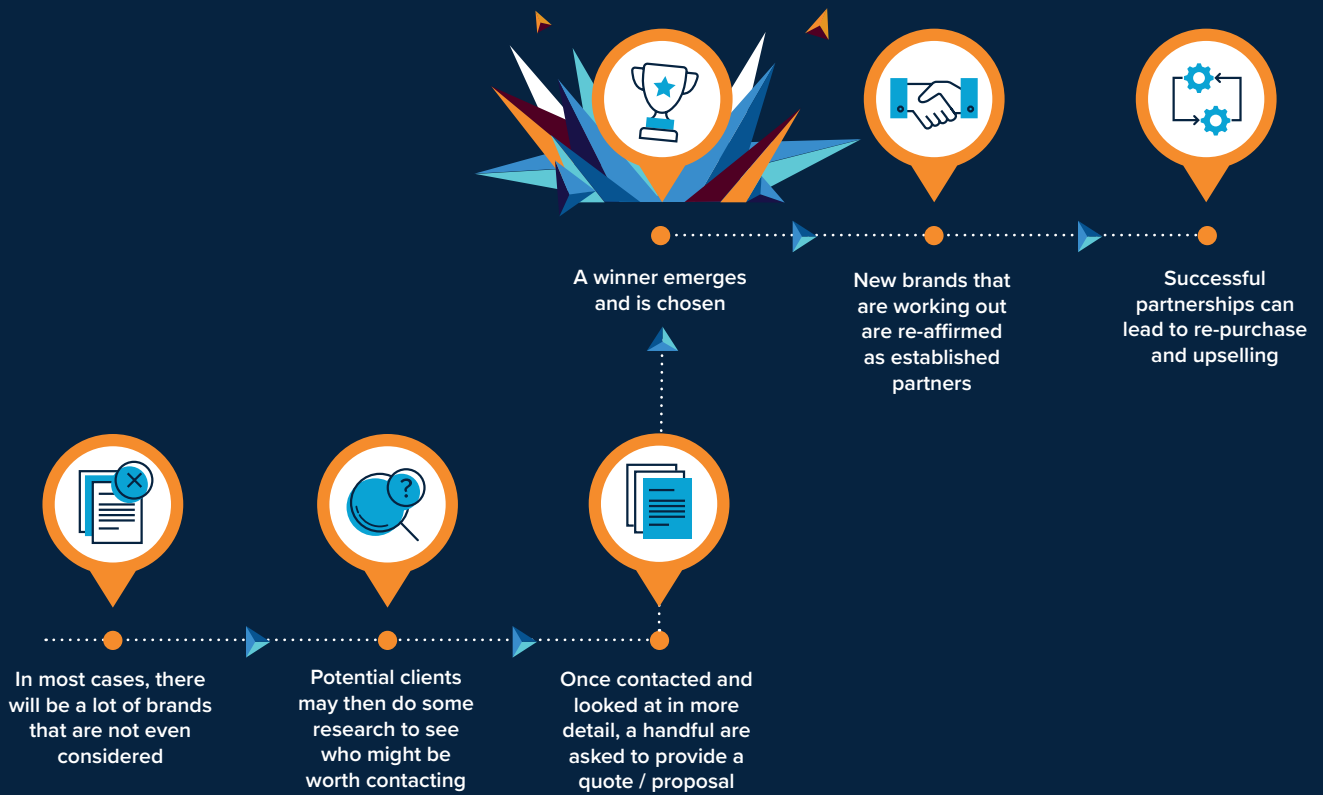 A winner emerges
and is chosen
New brands that
are working out
are re-affirmed
as established
partners
Successful
partnerships can
lead to re-purchase
and upselling
?
In most cases, there
will be a lot of brands
that are not even
considered
Potential clients
may then do some
research to see
who might be
worth contacting
Once contacted and
looked at in more
detail, a handful are
asked to provide a
quote / proposal